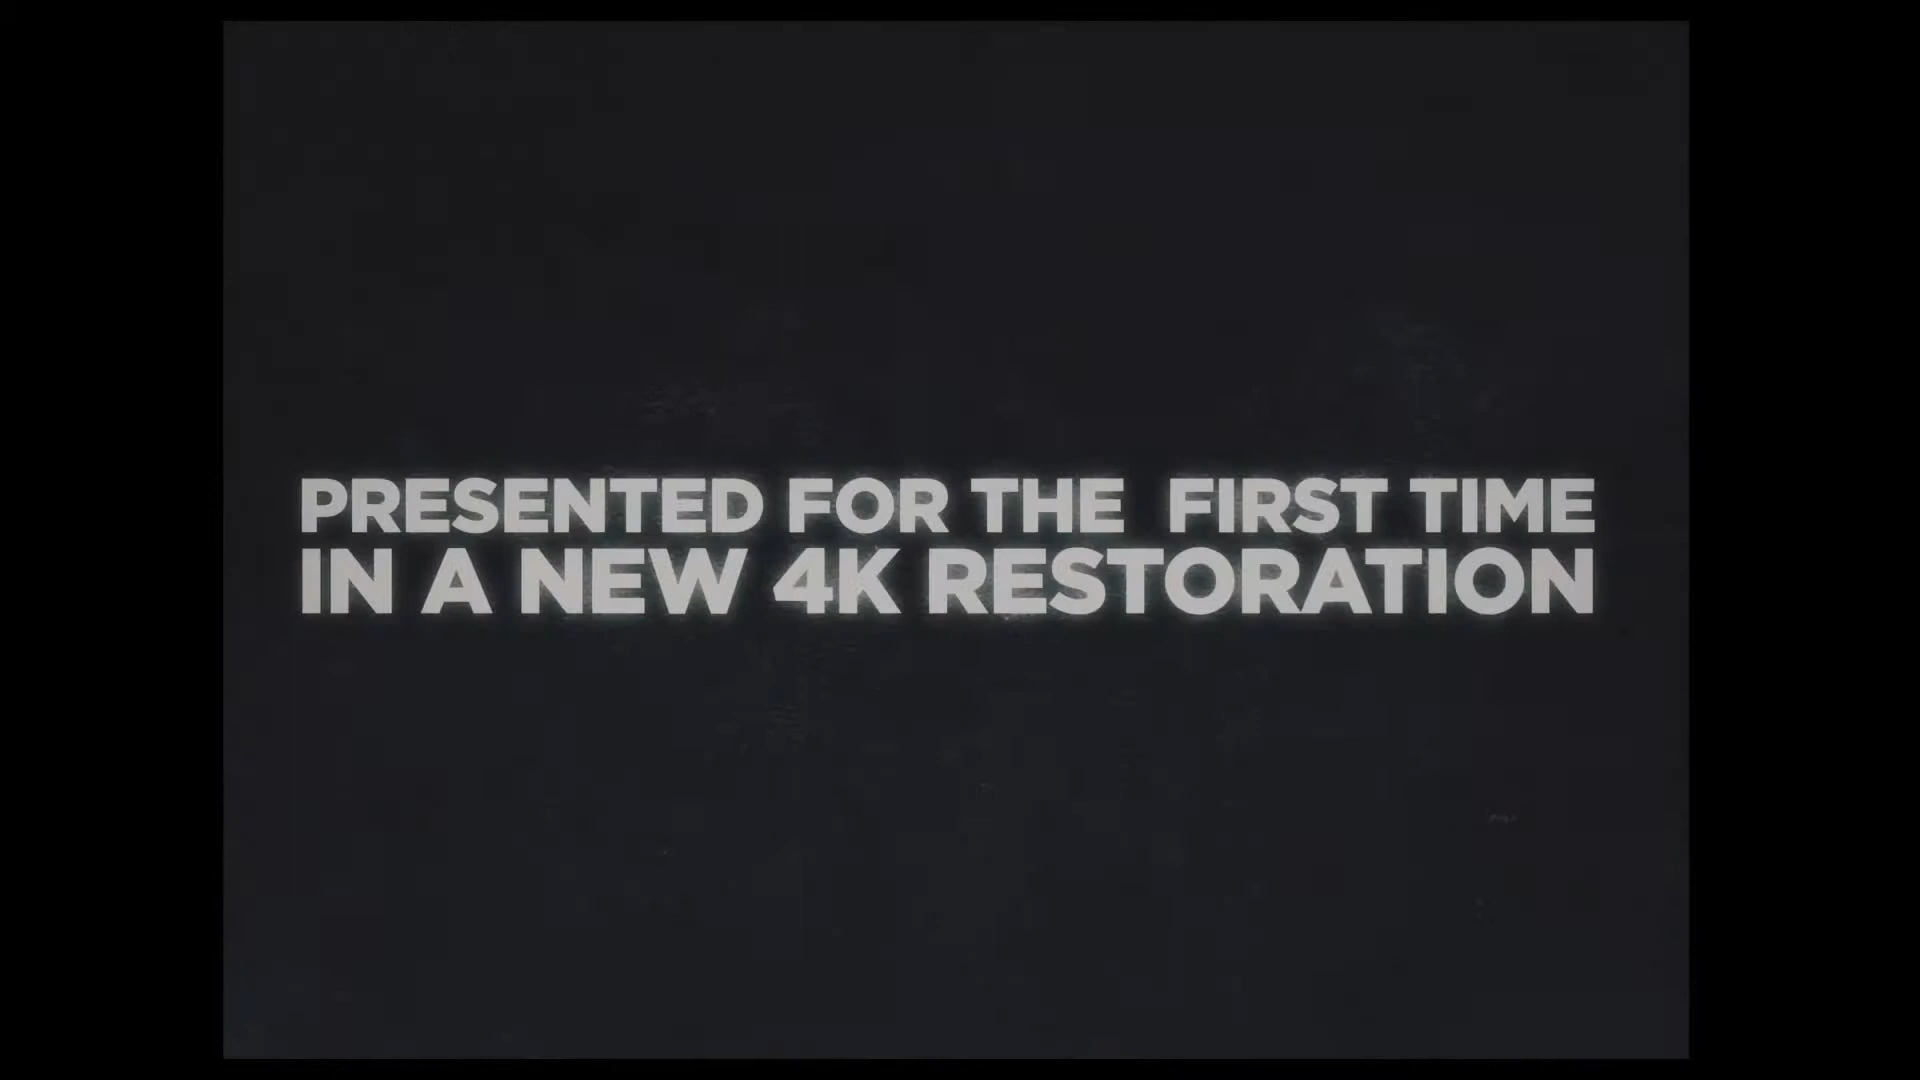 PRESENTED FOR THE FIRST TIME
IN A NEW 4K RESTORATION